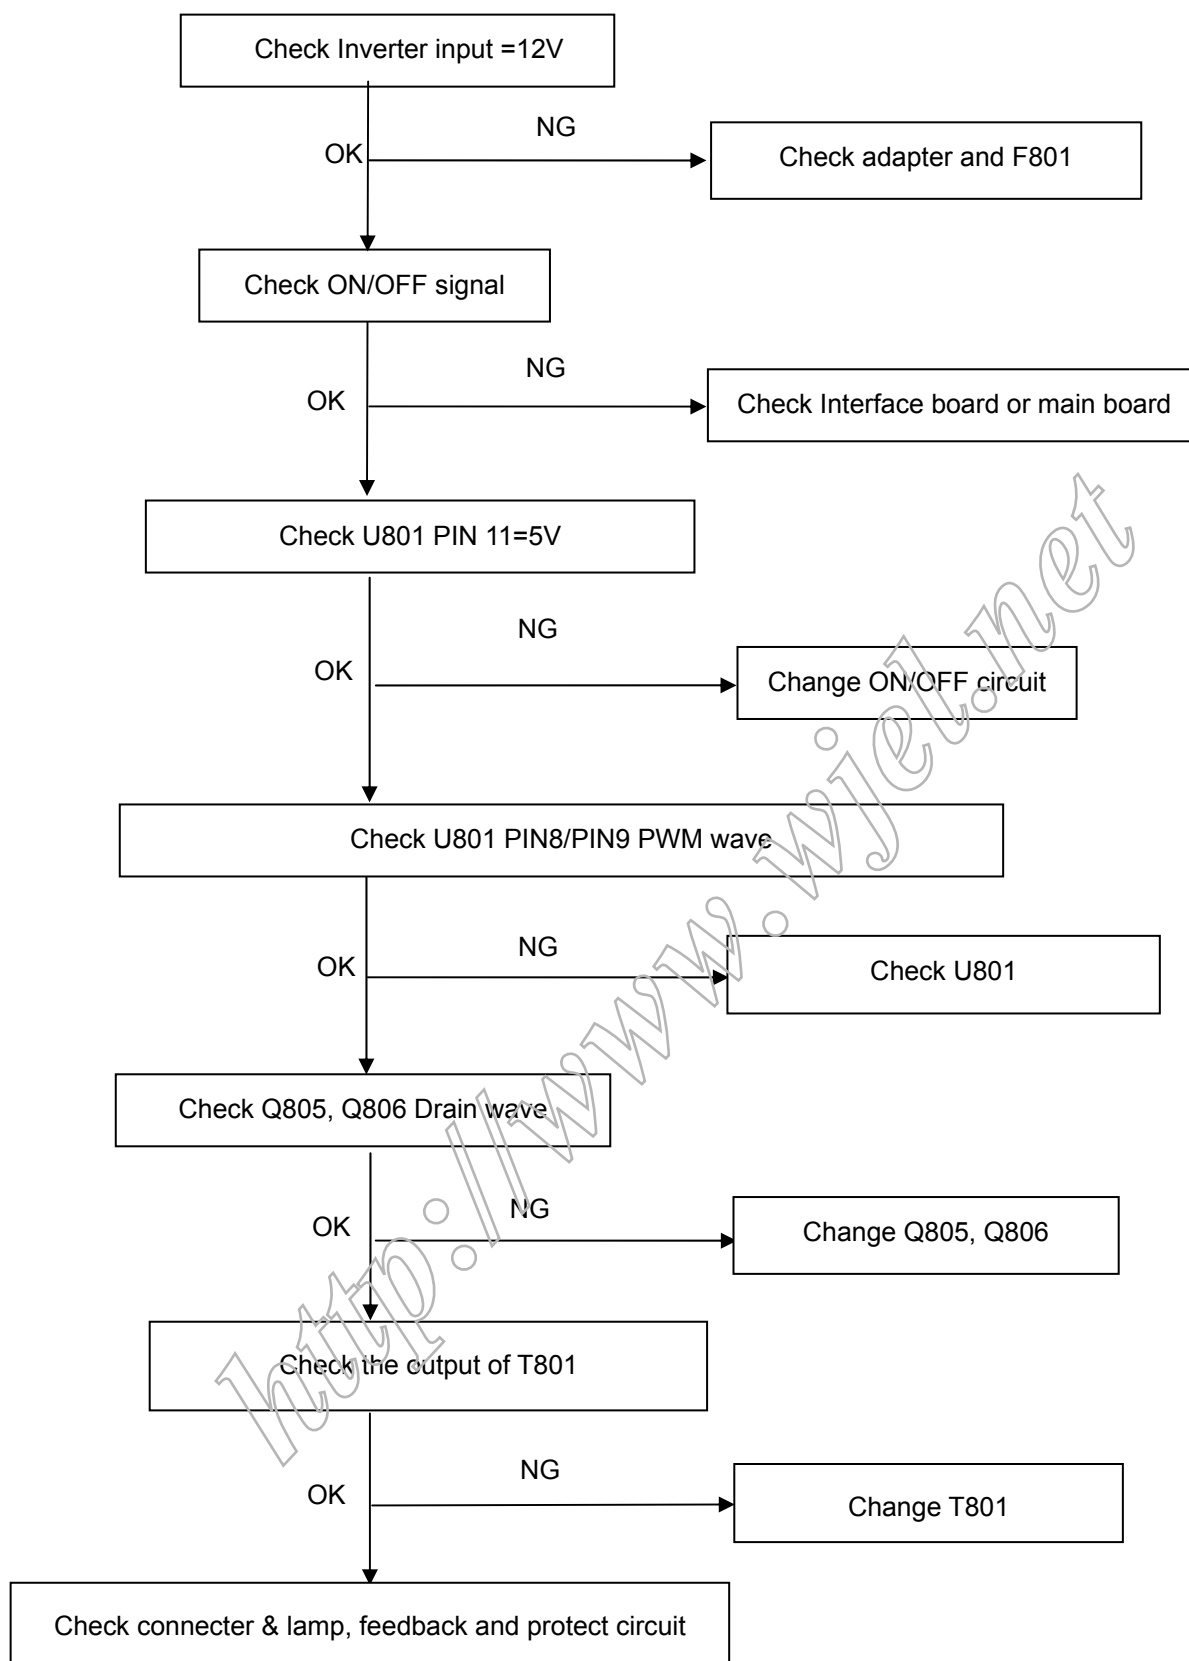 Check Inverter input =12V
NG
OK
Check adapter and F801
Check ON/OFF signal
NG
OK
Check Interface board or main board
Check U801 PIN 11=5V
NG
OK
Change ON/OFF circuit
Check U801 PIN8/PIN9 PWM wave
NG
OK
Check U801
Check Q805, Q806 Drain wave
NG
OK
Change Q805, Q806
Check the output of T801
NG
OK
Change T801
Check connecter & lamp, feedback and protect circuit
http://www.wjel.net